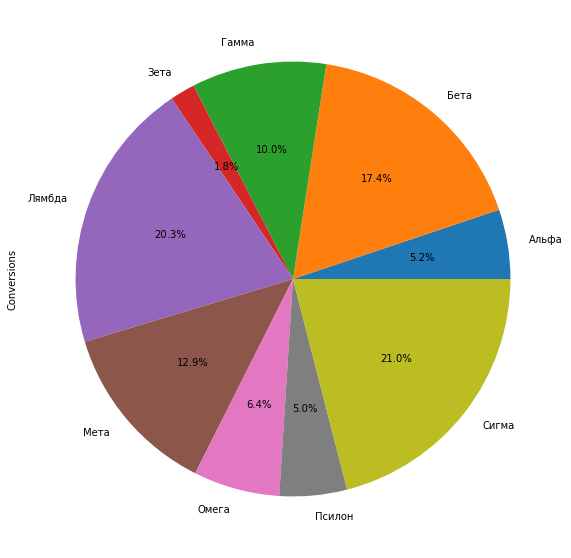 Гамма
Зета
Бета
10.0%
1.8%
17.4%
Лямбда
20.3%
Альфа
5.2%
Conversions
12.9%
21.0%
6.4%
5.0%
Мета
Сигма
Омега
Псилон